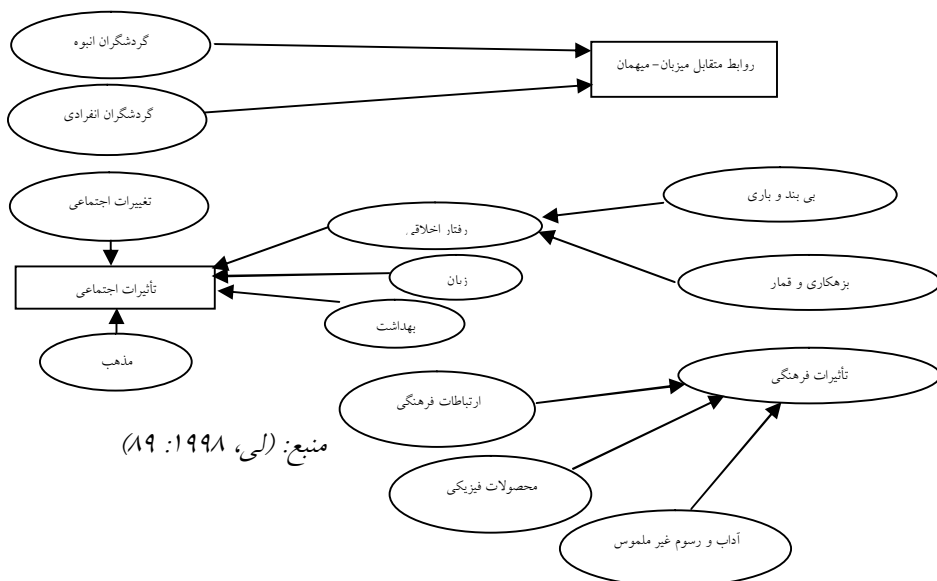 گردشگران انبوه
روابط متقابل میزبان- میهمان
گردشگران انفرادی
تغییرات اجتماعی
بی بند و باری
رفتار اخلاقی
تأثیرات اجتماعی
زبان
بزهکاری و قمار
بهداشت
مذهب
تأثیرات فرهنگی
ارتباطات فرهنگی
منبع: (لی، ۱۹۹۸: ۸۹)
محصولات فیزیکی
آداب و رسوم غیر ملموس